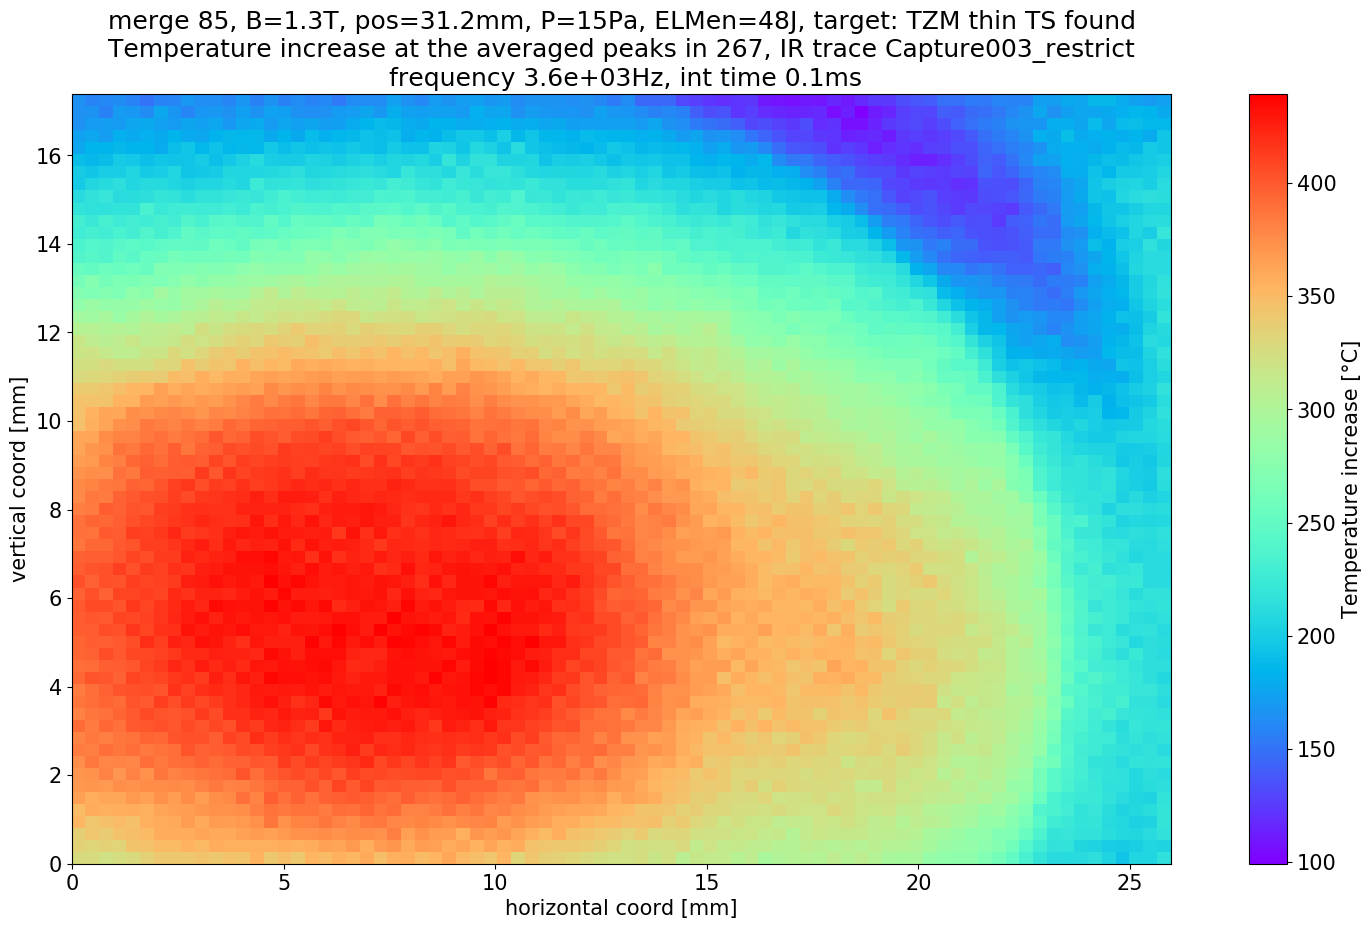 merge 85, B=1.3T, pos=31.2mm, P=15Pa, ELMen=48J, target: TZM thin TS found
Temperature increase at the averaged peaks in 267, IR trace Capture003_restrict
frequency 3.6e+03Hz, int time 0.1ms
16
14
12
10
8
6
4
2
0
vertical coord [mm]
0 5 10 15 20 25
horizontal coord [mm]
400
350
300
250
200
150
100
Temperature increase [°C]